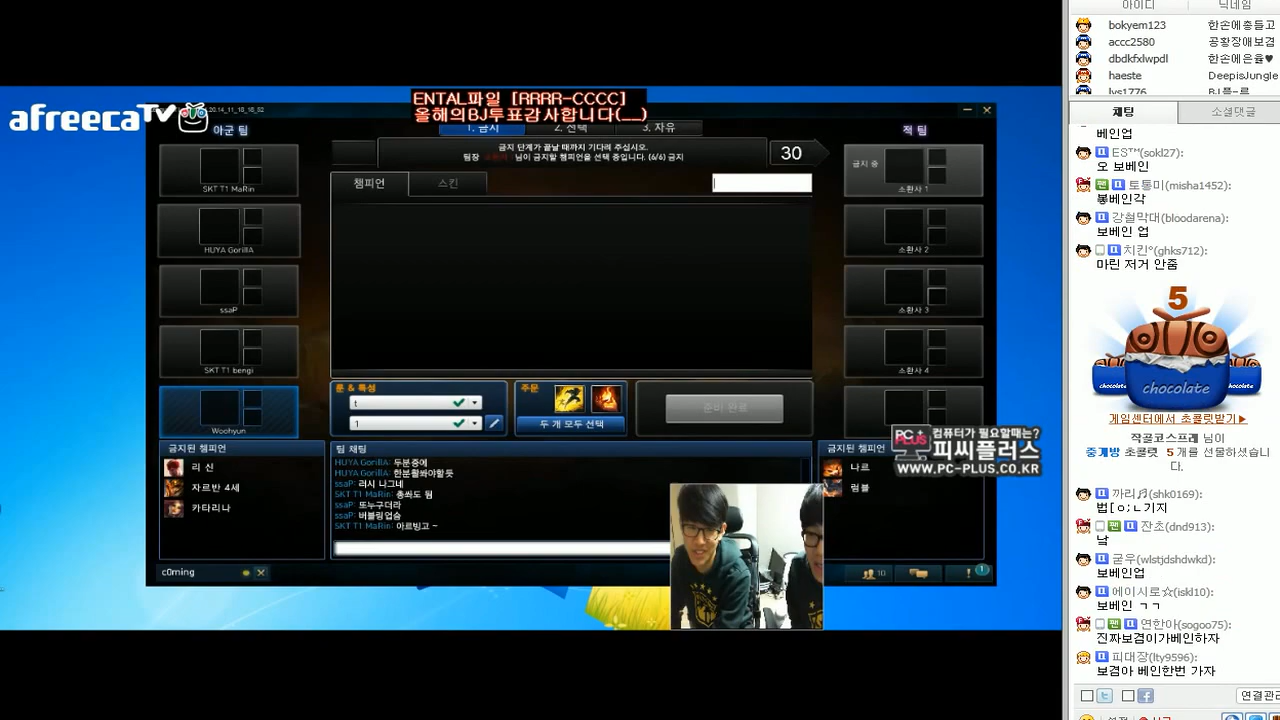 아이디 닉네임
bokyem123 한손에총들고
accc2580 공황장애보겸
dbdkfxlwpdl 한손에은율♥
haeste DeepisJungle
lvs1776
채팅 소셜댓글
베인업
ES™(sokl27):
오 보베인
토통미(misha1452):
봉베인각
강철막대(bloodarena):
보베인 업
치킨°(ghks712):
마린 저거 안줌
5
chocolate chocolate chocolate
게임센터에서 초콜릿받기▶
작골코스프레 님이
중계방 초콜릿 5개를 선물하셨습니
다.
까리♬(shk0169):
법[ㅇ;ㄴ기지
잔초(dnd913):
낰
굳우(wlstjdshdwkd):
보베인업
에이시로☆(iskl10):
보베인 ㄱㄱ
연한아(sogoo75):
진짜보겸이가베인하자
피대장(lty9596):
보겸아 베인한번 가자
연결관리
afreecaTV
ENTAL파일 [RRRR-CCCC]
올해의BJ투표감사합니다(__)
아군 팀
1. 금지 2. 선택 3. 자유
적 팀
금지 단계가 끝날 때까지 기다려 주십시오.
님이 금지할 챔피언을 선택 중입니다. (6/6) 금지
30
챔피언 스킨
SKT T1 MaRin
HUYA GorillA
ssaP
SKT T1 bengi
Woohyun
금지 중
소환사 1
소환사 2
소환사 3
소환사 4
룬 & 특성
t
1
주문
두 개 모두 선택
준비 완료
금지된 챔피언
리 신
자르반 4세
카타리나
팀 채팅
HUYA GorillA: 두분중에
HUYA GorillA: 한분활봐야할듯
ssaP: 러시 나그네
SKT T1 MaRin: 총쏴도 됨
ssaP: 또누구더라
ssaP: 버블링업숑
SKT T1 MaRin: 아르빙고 ~
금지된 챔피언
나르
럼블
PC PLUS
컴퓨터가 필요할때는?
피씨플러스
WWW.PC-PLUS.CO.KR
c0ming
10
1